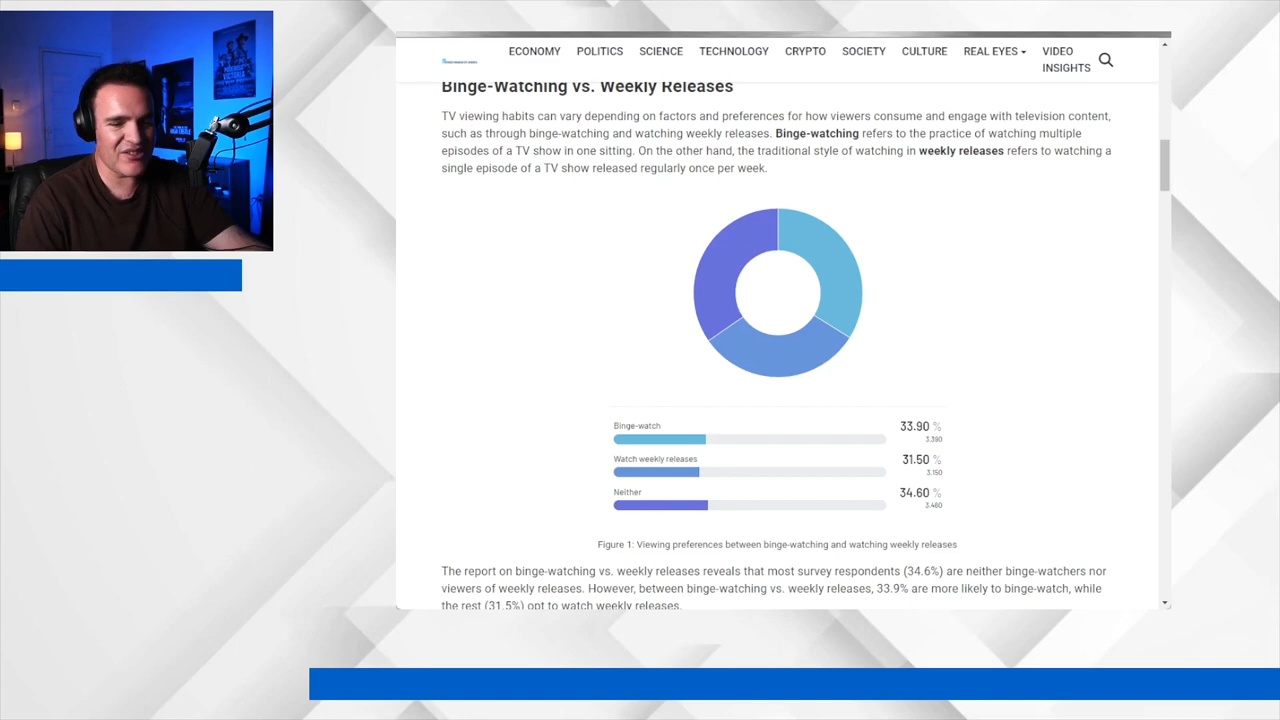 ECONOMY POLITICS SCIENCE TECHNOLOGY CRYPTO SOCIETY CULTURE REAL EYES VIDEO INSIGHTS
Binge-Watching vs. Weekly Releases
TV viewing habits can vary depending on factors and preferences for how viewers consume and engage with television content,
such as through binge-watching and watching weekly releases. Binge-watching refers to the practice of watching multiple
episodes of a TV show in one sitting. On the other hand, the traditional style of watching in weekly releases refers to watching a
single episode of a TV show released regularly once per week.
Binge-watch 33.90 %
3,390
Watch weekly releases 31.50 %
3,150
Neither 34.60 %
3,460
Figure 1: Viewing preferences between binge-watching and watching weekly releases
The report on binge-watching vs. weekly releases reveals that most survey respondents (34.6%) are neither binge-watchers nor
viewers of weekly releases. However, between binge-watching vs. weekly releases, 33.9% are more likely to binge-watch, while
the rest (31.5%) opt to watch weekly releases.